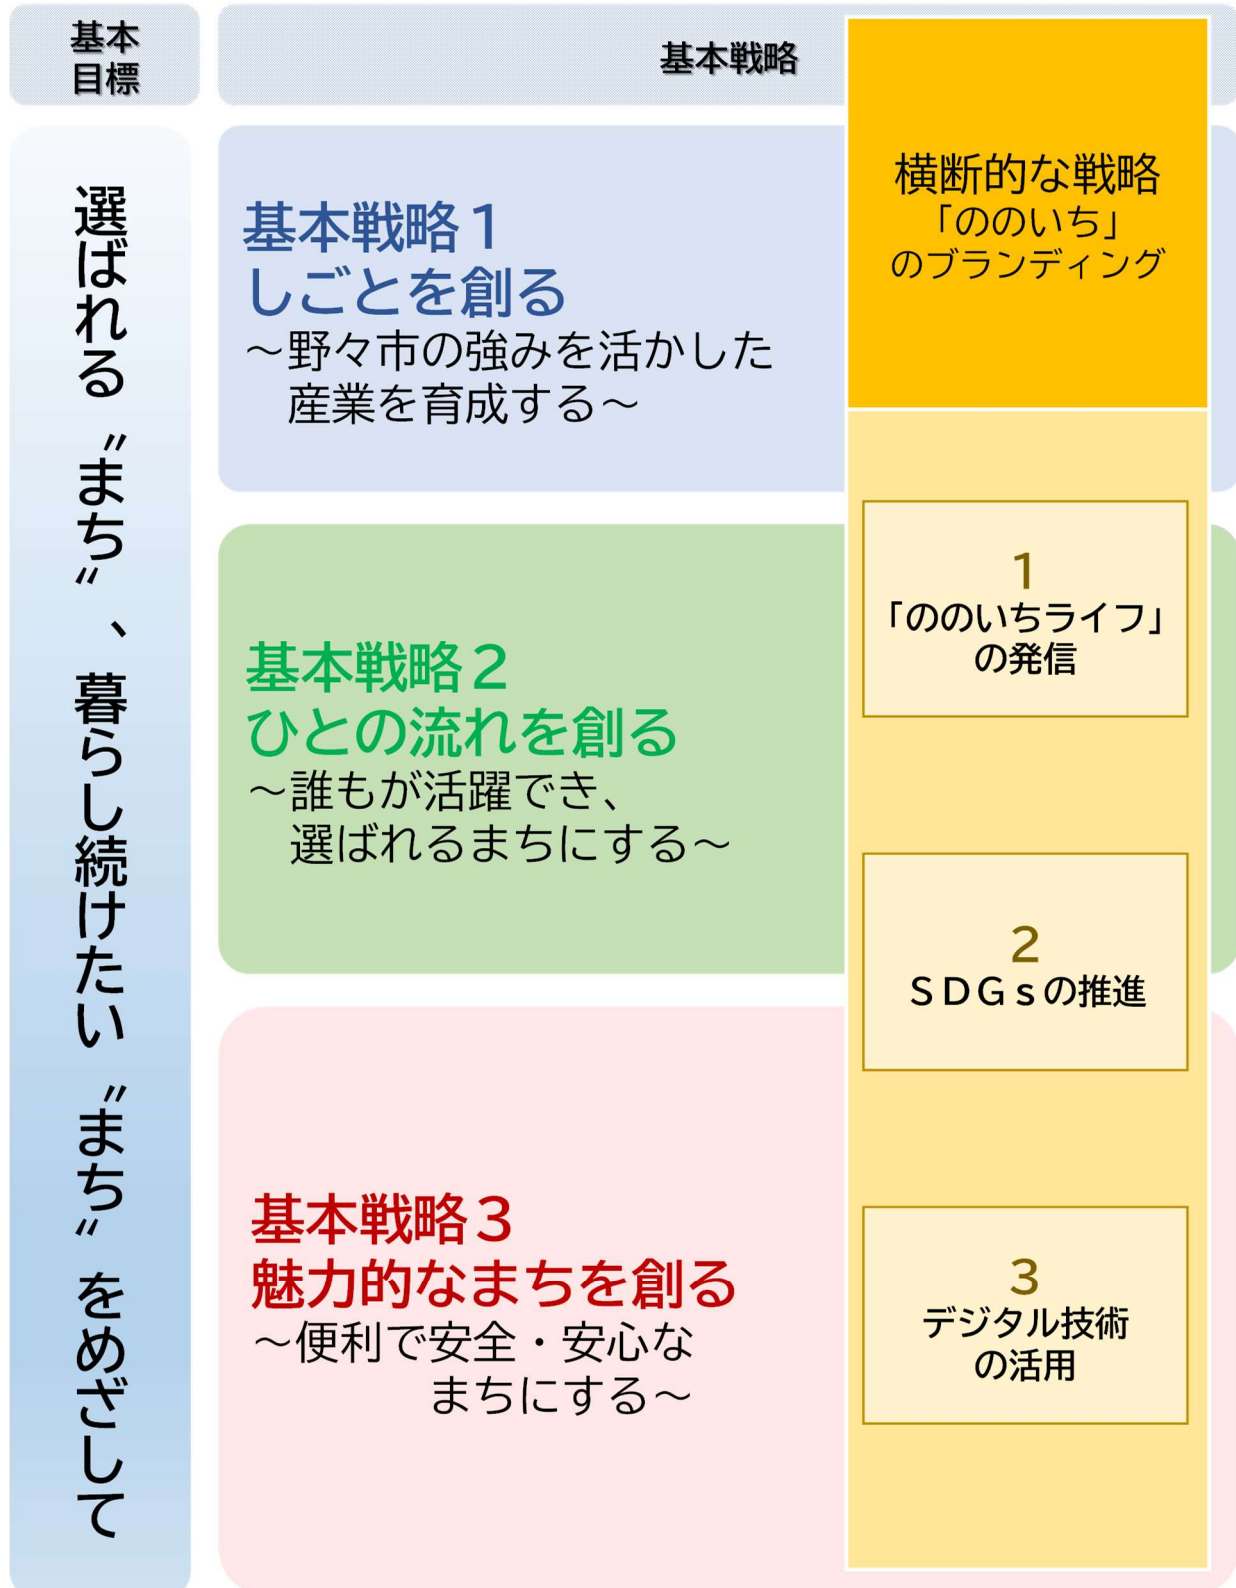 基本
目標
基本戦略
選ばれる〝まち〟、暮らし続けたい〝まち〟をめざして
基本戦略１
しごとを創る
～野々市の強みを活かした
産業を育成する～
基本戦略２
ひとの流れを創る
～誰もが活躍でき、
選ばれるまちにする～
基本戦略３
魅力的なまちを創る
～便利で安全・安心な
まちにする～
横断的な戦略
「ののいち」
のブランディング
1
「ののいちライフ」
の発信
2
ＳＤＧｓの推進
3
デジタル技術
の活用